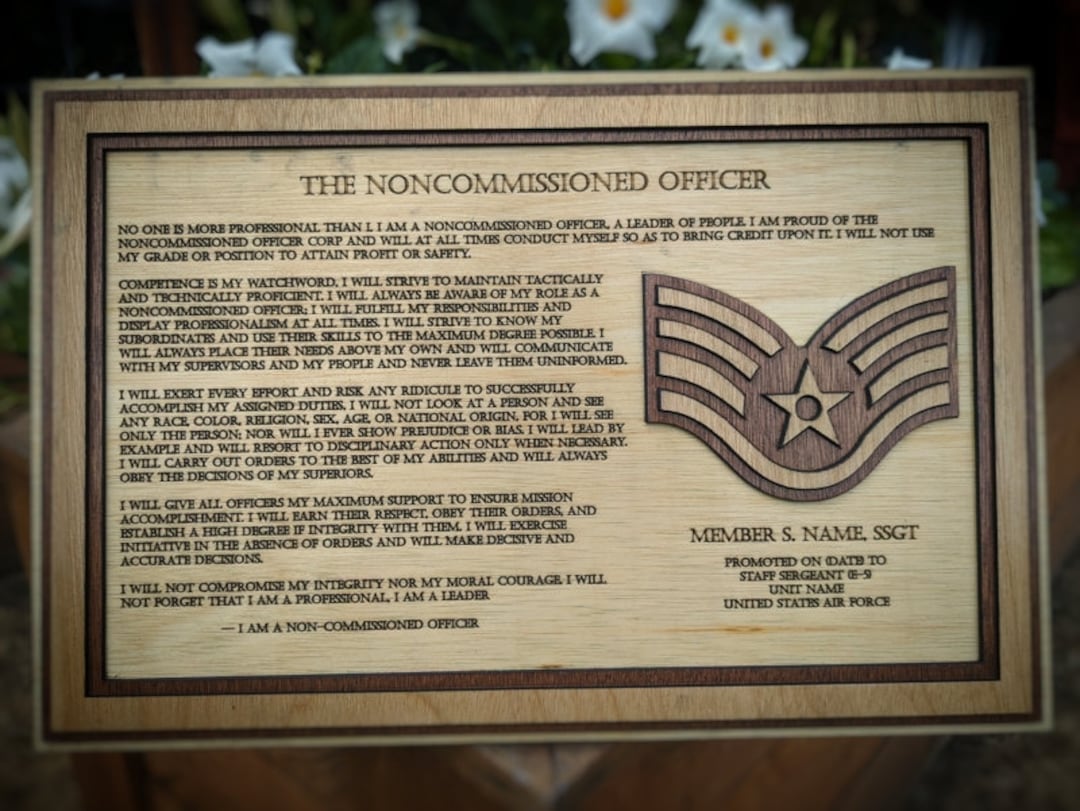 THE NONCOMMISSIONED OFFICER
NO ONE IS MORE PROFESSIONAL THAN I. I AM A NONCOMMISSIONED OFFICER, A LEADER OF PEOPLE. I AM PROUD OF THE
NONCOMMISSIONED OFFICER CORP AND WILL AT ALL TIMES CONDUCT MYSELF SO AS TO BRING CREDIT UPON IT. I WILL NOT USE
MY GRADE OR POSITION TO ATTAIN PROFIT OR SAFETY.
COMPETENCE IS MY WATCHWORD. I WILL STRIVE TO MAINTAIN TACTICALLY
AND TECHNICALLY PROFICIENT. I WILL ALWAYS BE AWARE OF MY ROLE AS A
NONCOMMISSIONED OFFICER; I WILL FULFILL MY RESPONSIBILITIES AND
DISPLAY PROFESSIONALISM AT ALL TIMES. I WILL STRIVE TO KNOW MY
SUBORDINATES AND USE THEIR SKILLS TO THE MAXIMUM DEGREE POSSIBLE. I
WILL ALWAYS PLACE THEIR NEEDS ABOVE MY OWN AND WILL COMMUNICATE
WITH MY SUPERVISORS AND MY PEOPLE AND NEVER LEAVE THEM UNINFORMED.
I WILL EXERT EVERY EFFORT AND RISK ANY RIDICULE TO SUCCESSFULLY
ACCOMPLISH MY ASSIGNED DUTIES. I WILL NOT LOOK AT A PERSON AND SEE
ANY RACE, COLOR, RELIGION, SEX, AGE, OR NATIONAL ORIGIN, FOR I WILL SEE
ONLY THE PERSON; NOR WILL I EVER SHOW PREJUDICE OR BIAS. I WILL LEAD BY
EXAMPLE AND WILL RESORT TO DISCIPLINARY ACTION ONLY WHEN NECESSARY.
I WILL CARRY OUT ORDERS TO THE BEST OF MY ABILITIES AND WILL ALWAYS
OBEY THE DECISIONS OF MY SUPERIORS.
I WILL GIVE ALL OFFICERS MY MAXIMUM SUPPORT TO ENSURE MISSION
ACCOMPLISHMENT. I WILL EARN THEIR RESPECT, OBEY THEIR ORDERS, AND
ESTABLISH A HIGH DEGREE IF INTEGRITY WITH THEM. I WILL EXERCISE
INITIATIVE IN THE ABSENCE OF ORDERS AND WILL MAKE DECISIVE AND
ACCURATE DECISIONS.
I WILL NOT COMPROMISE MY INTEGRITY NOR MY MORAL COURAGE. I WILL
NOT FORGET THAT I AM A PROFESSIONAL, I AM A LEADER
— I AM A NON-COMMISSIONED OFFICER
MEMBER S. NAME, SSGT
PROMOTED ON (DATE) TO
STAFF SERGEANT (E-5)
UNIT NAME
UNITED STATES AIR FORCE